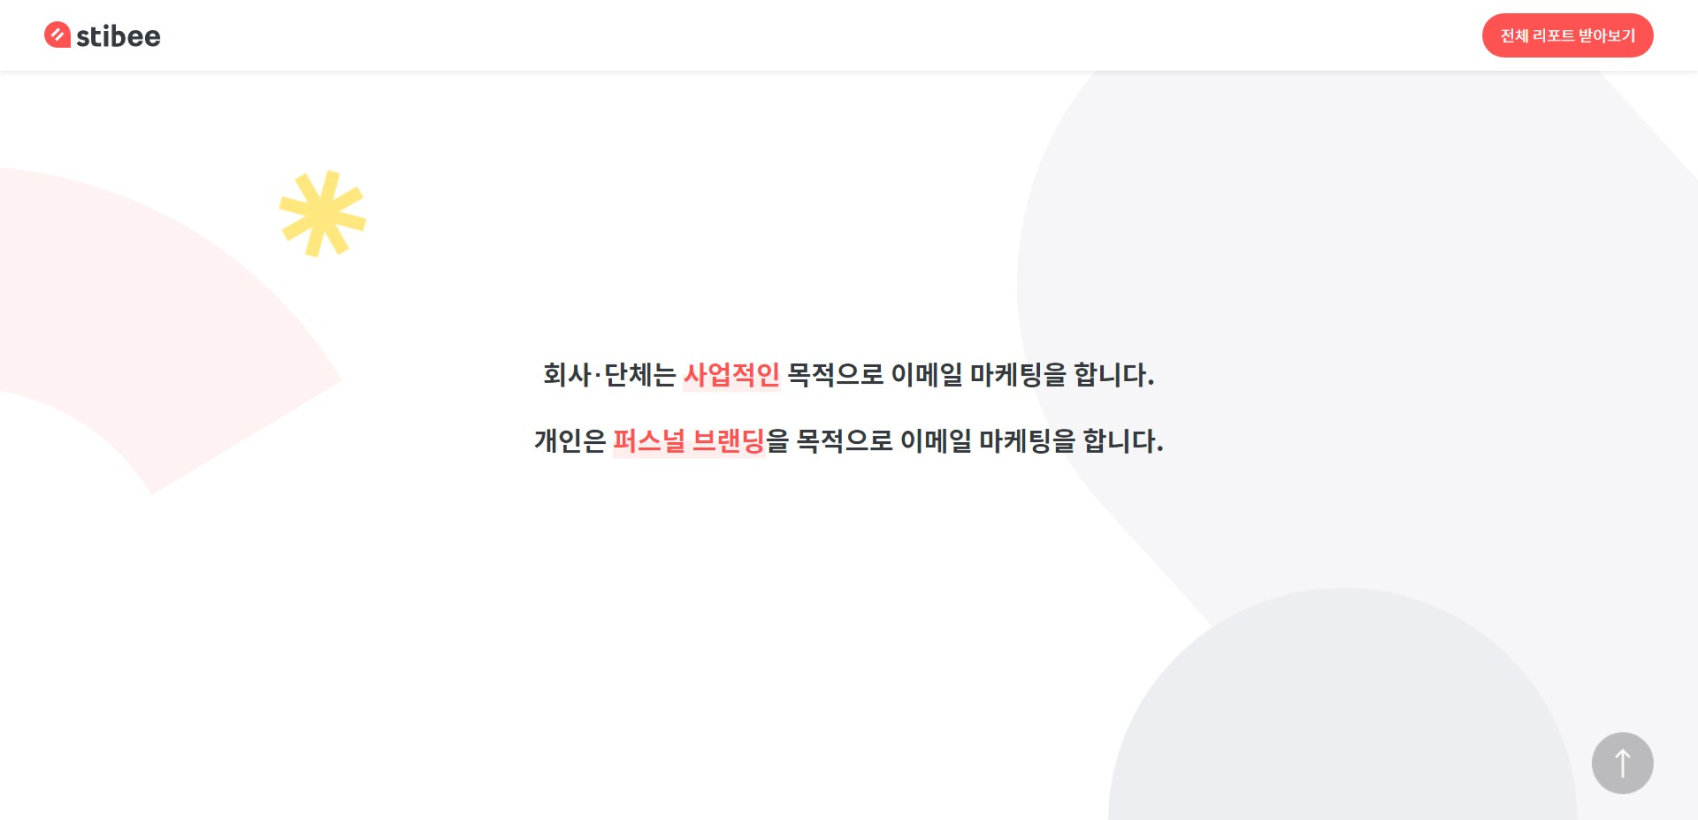 stibee
전체 리포트 받아보기
회사·단체는 사업적인 목적으로 이메일 마케팅을 합니다.
개인은 퍼스널 브랜딩을 목적으로 이메일 마케팅을 합니다.